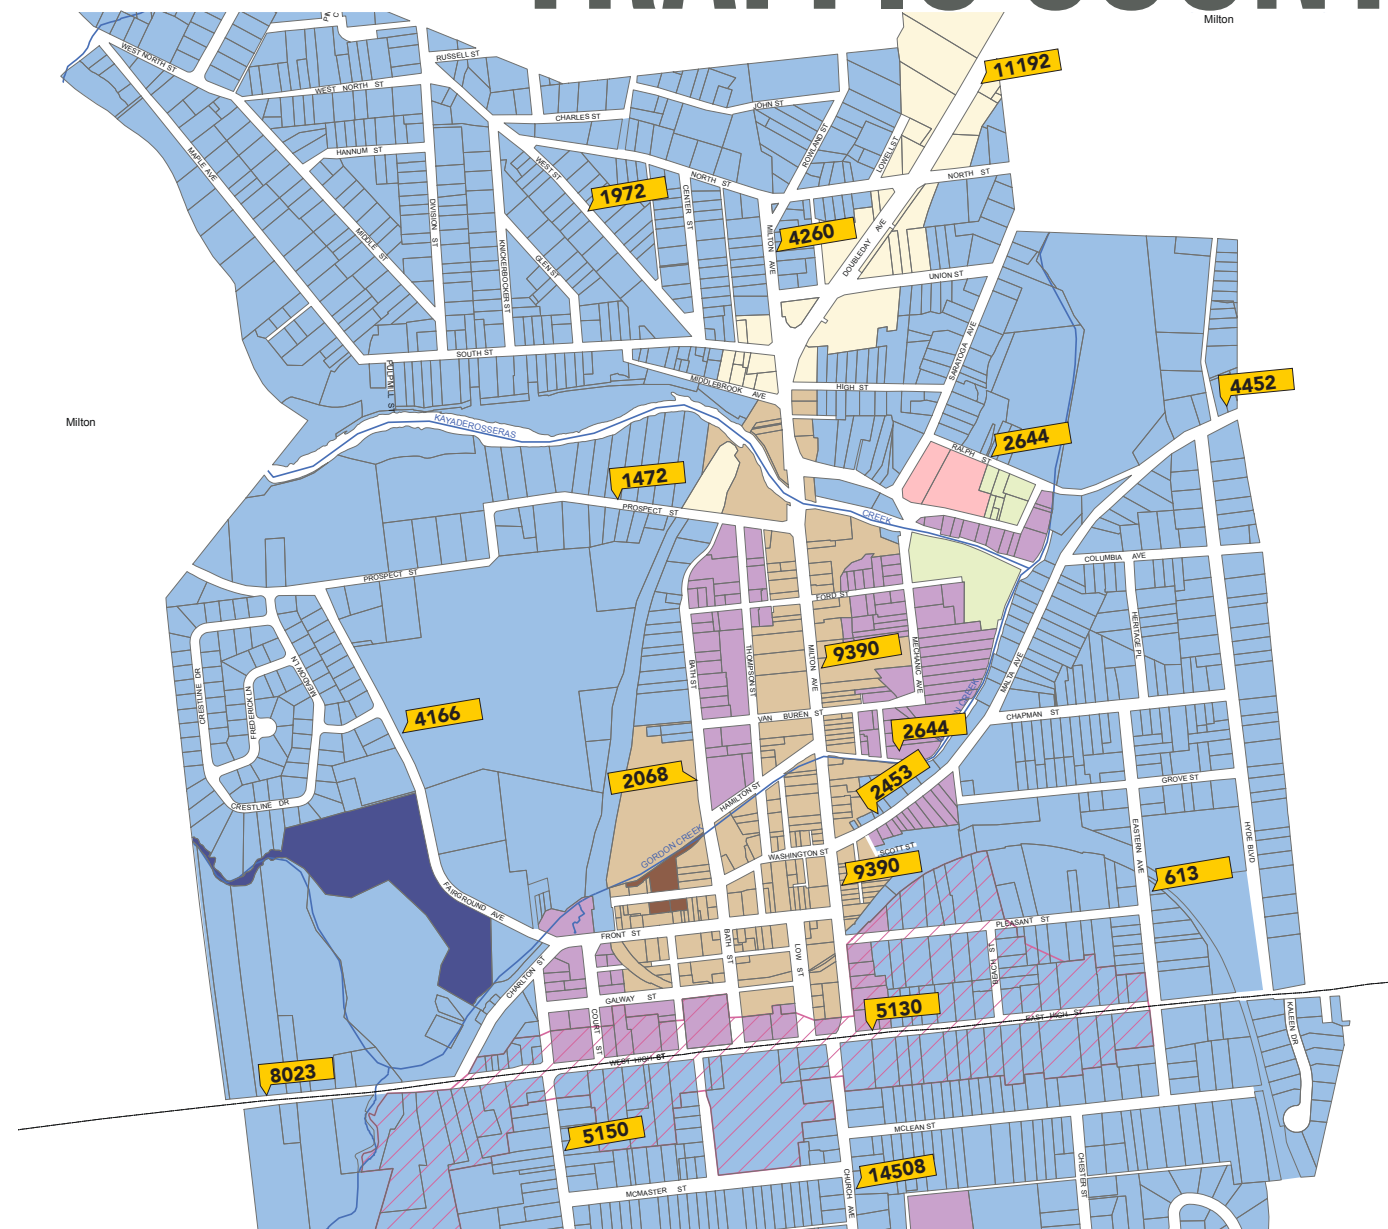 Milton
11192
RUSSELL ST
WEST NORTH ST
WEST NORTH ST
JOHN ST
CHARLES ST
HANNUM ST
ROWLAND ST
LOWELL ST
MAPLE AVE
WEST ST
NORTH ST
NORTH ST
1972
CENTER ST
DIVISION ST
MILTON AVE
4260
DOUBLEDAY AVE
MIDDLE ST
KNICKERBOCKER ST
GLEN ST
UNION ST
SARATOGA AVE
SOUTH ST
PULPMILL ST
MIDDLEBROOK AVE
HIGH ST
4452
Milton
KAYADEROSSERAS
2644
RALPH ST
1472
PROSPECT ST
CREEK
COLUMBIA AVE
PROSPECT ST
FORD ST
HERITAGE PL
9390
MECHANIC AVE
MILTON AVE
THOMPSON ST
BATH ST
MALTA AVE
MEADOW LN
CRESTLINE DR
FREDERICK LN
4166
VAN BUREN ST
CHAPMAN ST
2644
2068
2453
GROVE ST
HAMILTON ST
CRESTLINE DR
GORDON CREEK
WASHINGTON ST
SCOTT ST
EASTERN AVE
HYDE BLVD
9390
613
FAIRGROUND AVE
PLEASANT ST
FRONT ST
BATH ST
LOW ST
BEACH ST
CHARLTON ST
GALWAY ST
5130
EAST HIGH ST
COURT ST
KALEEN DR
WEST HIGH ST
8023
5150
MCLEAN ST
14508
CHURCH AVE
CHESTER ST
MCMASTER ST